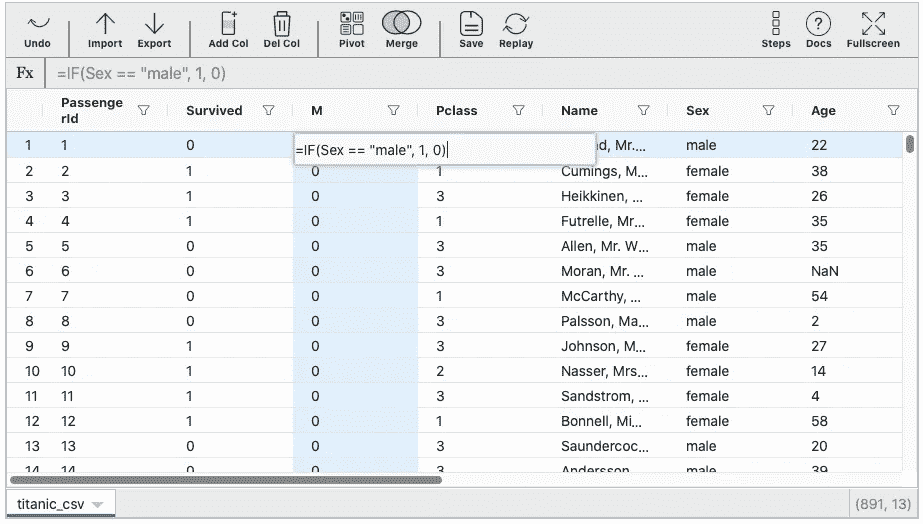 Undo Import Export Add Col Del Col Pivot Merge Save Replay Steps Docs Fullscreen
Fx =IF(Sex == "male", 1, 0)
PassengerId Survived M Pclass Name Sex Age
1 1 0 =IF(Sex == "male", 1, 0) d, Mr.... male 22
2 2 1 0 1 Cumings, M... female 38
3 3 1 0 3 Heikkinen, ... female 26
4 4 1 0 1 Futrelle, Mr... female 35
5 5 0 0 3 Allen, Mr. W... male 35
6 6 0 0 3 Moran, Mr. ... male NaN
7 7 0 0 1 McCarthy, ... male 54
8 8 0 0 3 Palsson, Ma... male 2
9 9 1 0 3 Johnson, M... female 27
10 10 1 0 2 Nasser, Mrs... female 14
11 11 1 0 3 Sandstrom, ... female 4
12 12 1 0 1 Bonnell, Mi... female 58
13 13 0 0 3 Saundercoc... male 20
14 14 0 0 3 Andersson, male 39
titanic_csv (891, 13)